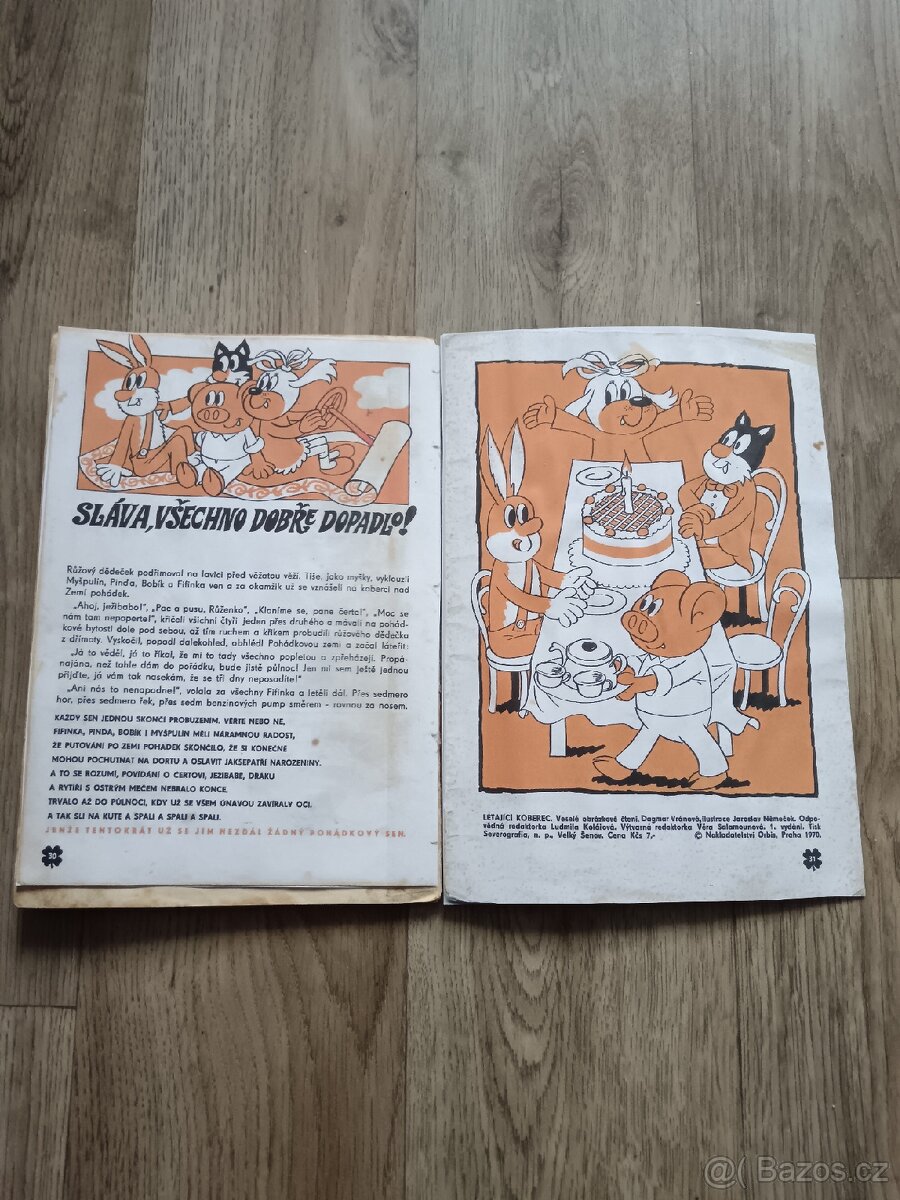 SLÁVA, VŠECHNO DOBŘE DOPADLO!
Růžový dědeček podřimoval na lavici před věžatou věží. Tiše, jako myšky, vyklouzli
Myšpulín, Pinďa, Bobík a Fifinka ven a za okamžik už se vznášeli na koberci nad
Zemí pohádek.
„Ahoj, ježibabo!", „Pac a pusu, Růženko", „Klaníme se, pane čerte!", „Moc se
nám tam nepaperte!", křičeli všichni čtyři jeden přes druhého a mávali na pohád-
kové bytosti dole pod sebou, až tím ruchem a křikem probudili růžového dědečka
z dřímoty. Vyskočil, popadl dalekohled, obhlédl Pohádkovou zemi a začal láteřit:
„Já to věděl, já to říkal, že mi to tady všechno popletou a zpřeházejí. Propá-
najána, než tohle dám do pořádku, bude jistě půlnoc! Jen mi sem ještě jednou
přijďte, já vám tak nasekám, že se tři dny neposadíte!"
„Ani nás to nenapadne!", volala za všechny Fifinka a letěli dál. Přes sedmero
hor, přes sedmero řek, přes sedm benzinových pump směrem - rovnou za nosem.
KAŽDÝ SEN JEDNOU SKONČÍ PROBUZENÍM. VĚŘTE NEBO NE,
FIFINKA, PINĎA, BOBÍK I MYŠPULÍN MĚLI NÁRAMNOU RADOST,
ŽE PUTOVÁNÍ PO ZEMI POHÁDEK SKONČILO, ŽE SI KONEČNĚ
MOHOU POCHUTNAT NA DORTU A OSLAVIT JAKSEPATŘÍ NAROZENINY.
A TO SE ROZUMÍ, POVÍDÁNÍ O ČERTOVI, JEŽIBABĚ, DRAKU
A RYTÍŘI S OSTRÝM MEČEM NEBRALO KONCE.
TRVALO AŽ DO PŮLNOCI, KDY UŽ SE VŠEM ÚNAVOU ZAVÍRALY OČI.
A TAK ŠLI NA KUTĚ A SPALI A SPALI A SPALI.
JENŽE TENTOKRÁT UŽ SE JIM NEZDÁL ŽÁDNÝ POHÁDKOVÝ SEN.
30
LÉTAJÍCÍ KOBEREC. Veselé obrázkové čtení. Dagmar Vránová, ilustrace Jaroslav Němeček. Odpo-
vědná redaktorka Ludmila Kolářová. Výtvarná redaktorka Věra Šalamounová. 1. vydání. Tisk
Severografia, n. p., Velký Šenov. Cena Kčs 7,- © Nakladatelství Orbis, Praha 1970.
31
@( Bazos.cz